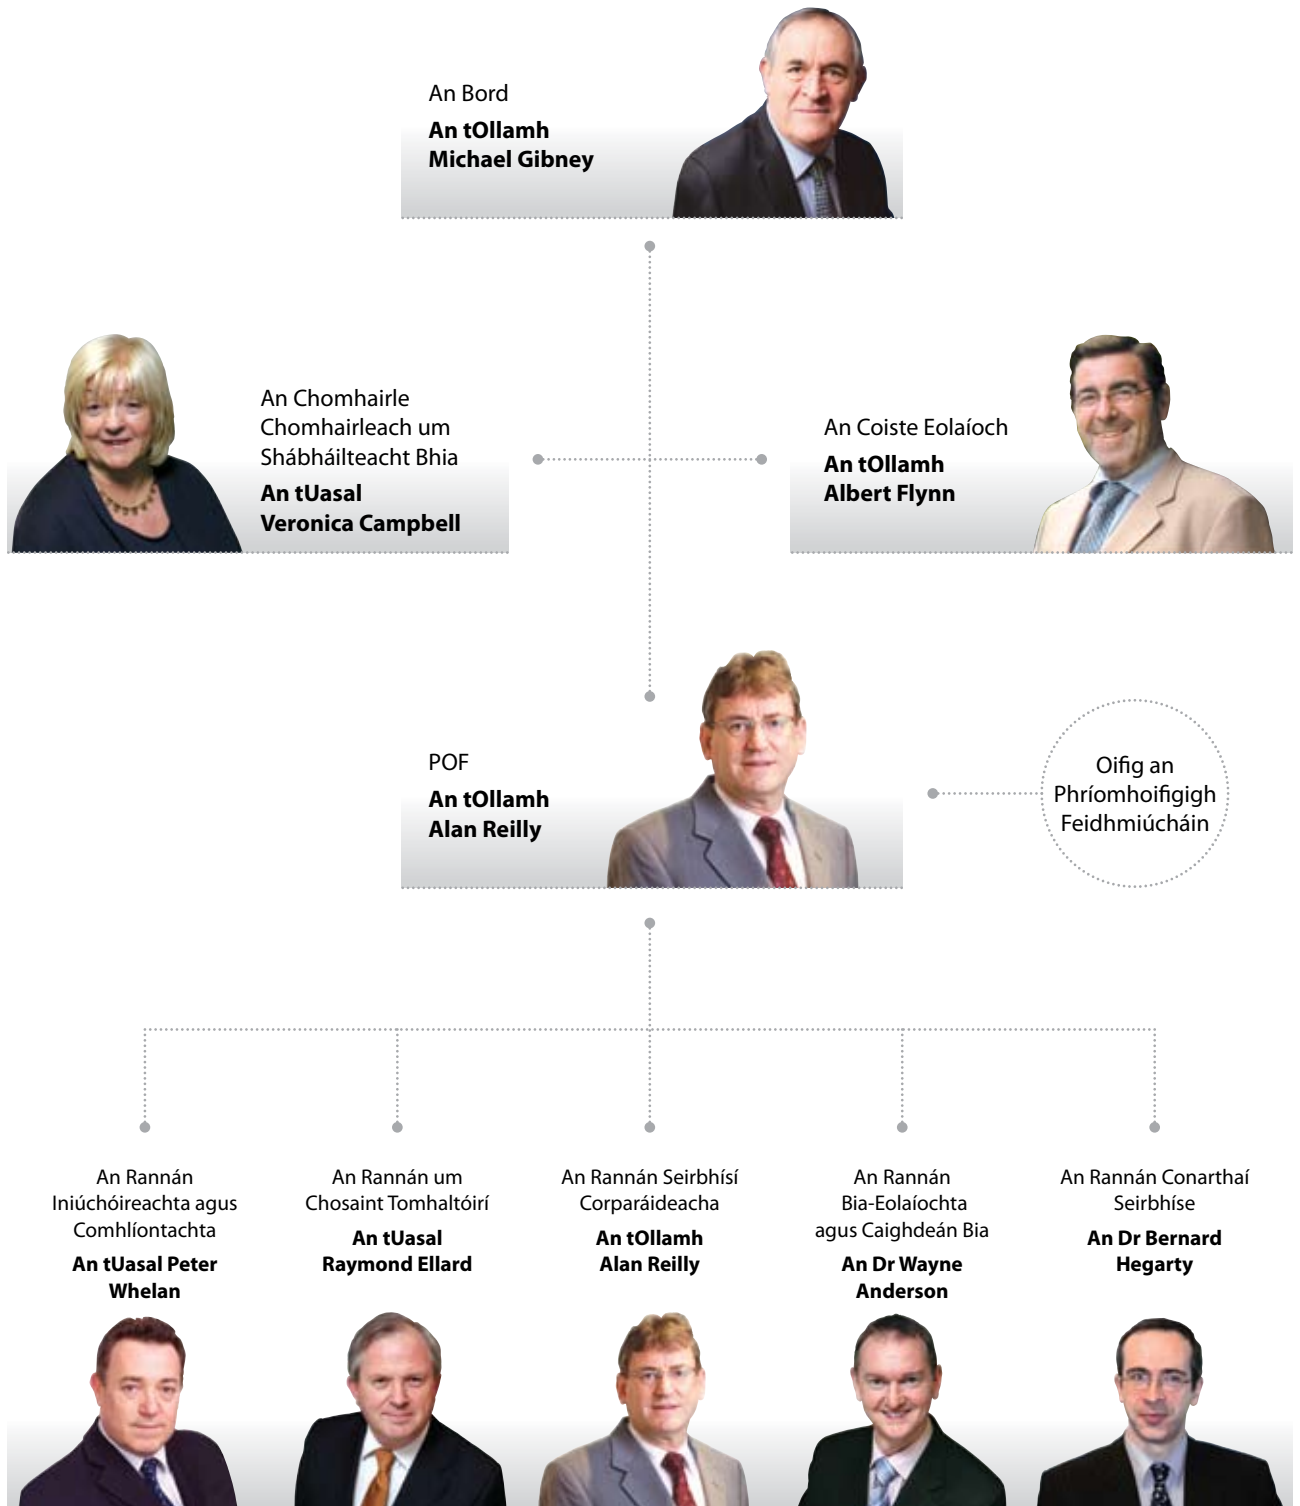 An Bord
An tOllamh
Michael Gibney
An Chomhairle
Chomhairleach um
Shábháilteacht Bhia
An tUasal
Veronica Campbell
An Coiste Eolaíoch
An tOllamh
Albert Flynn
POF
An tOllamh
Alan Reilly
Oifig an
Phríomhoifigigh
Feidhmiúcháin
An Rannán
Iniúchóireachta agus
Comhlíontachta
An tUasal Peter
Whelan
An Rannán um
Chosaint Tomhaltóirí
An tUasal
Raymond Ellard
An Rannán Seirbhísí
Corparáideacha
An tOllamh
Alan Reilly
An Rannán
Bia-Eolaíochta
agus Caighdeán Bia
An Dr Wayne
Anderson
An Rannán Conarthaí
Seirbhíse
An Dr Bernard
Hegarty